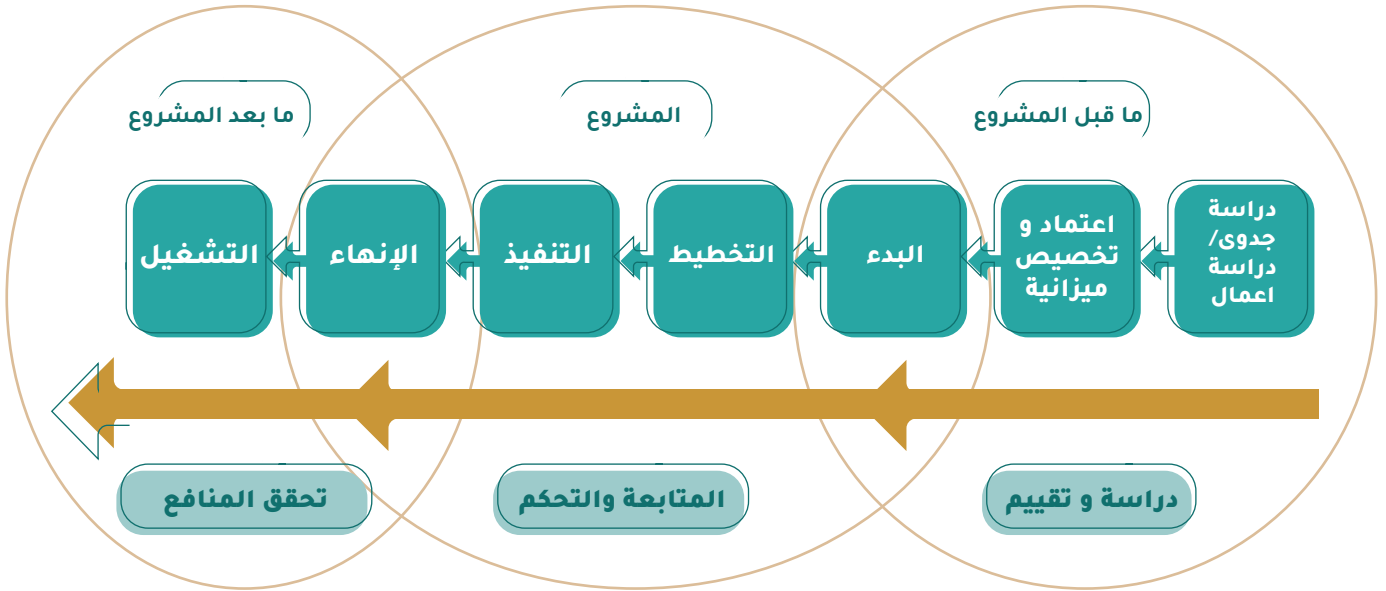 ما قبل المشروع
المشروع
ما بعد المشروع
دراسة
جدوى/
دراسة
اعمال
اعتماد و
تخصيص
ميزانية
البدء
التخطيط
التنفيذ
الإنهاء
التشغيل
دراسة و تقييم
المتابعة والتحكم
تحقق المنافع